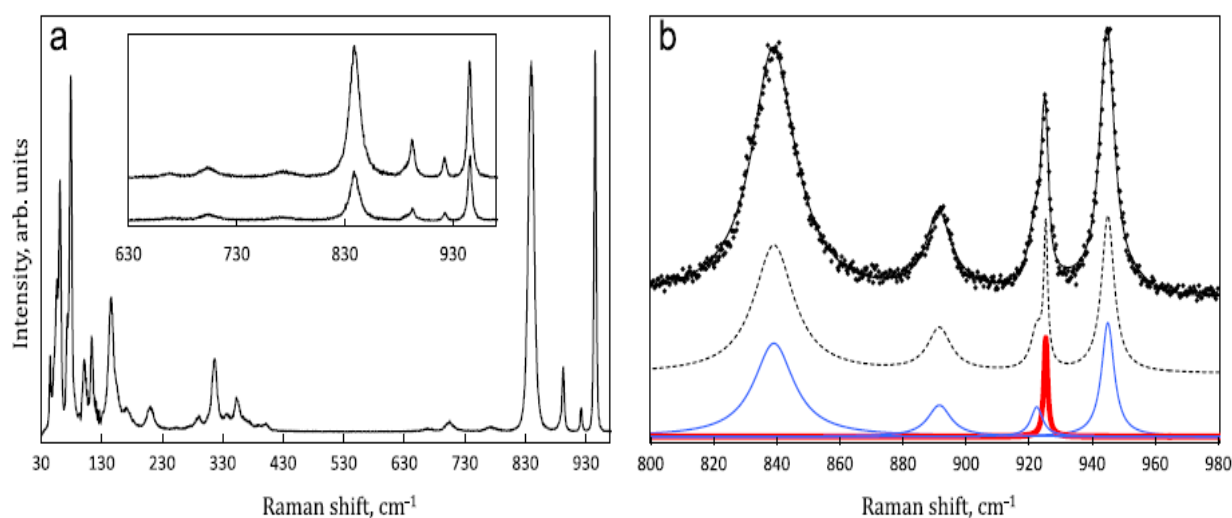 a
630 730 830 930
Intensity, arb. units
30 130 230 330 430 530 630 730 830 930
Raman shift, cm-1
b
800 820 840 860 880 900 920 940 960 980
Raman shift, cm-1